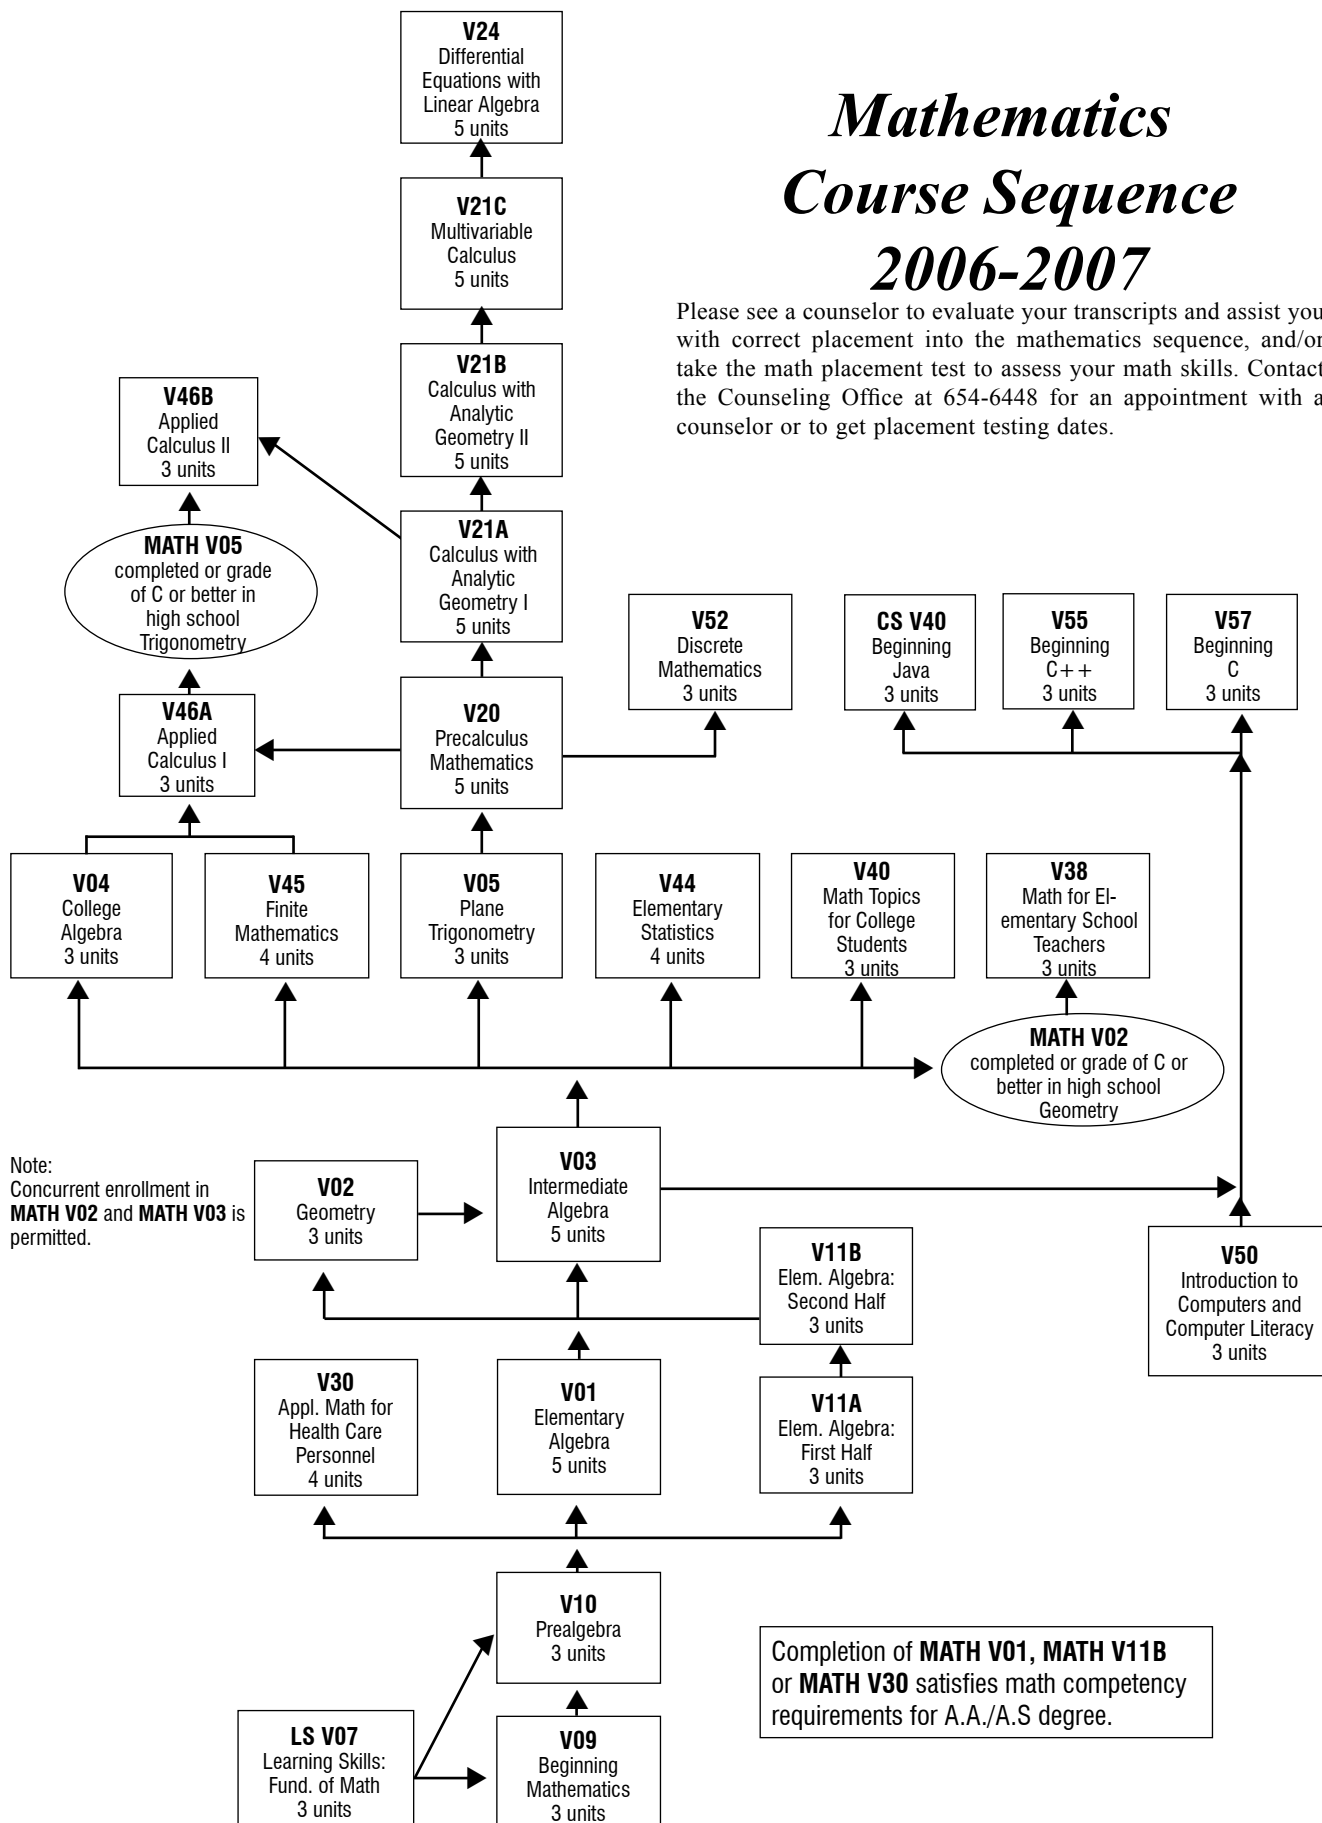 V24
Differential
Equations with
Linear Algebra
5 units
Mathematics
Course Sequence
2006-2007
Please see a counselor to evaluate your transcripts and assist you
with correct placement into the mathematics sequence, and/or
take the math placement test to assess your math skills. Contact
the Counseling Office at 654-6448 for an appointment with a
counselor or to get placement testing dates.
V21C
Multivariable
Calculus
5 units
V21B
Calculus with
Analytic
Geometry II
5 units
V46B
Applied
Calculus II
3 units
MATH V05
completed or grade
of C or better in
high school
Trigonometry
V21A
Calculus with
Analytic
Geometry I
5 units
V52
Discrete
Mathematics
3 units
CS V40
Beginning
Java
3 units
V55
Beginning
C++
3 units
V57
Beginning
C
3 units
V46A
Applied
Calculus I
3 units
V20
Precalculus
Mathematics
5 units
V04
College
Algebra
3 units
V45
Finite
Mathematics
4 units
V05
Plane
Trigonometry
3 units
V44
Elementary
Statistics
4 units
V40
Math Topics
for College
Students
3 units
V38
Math for El-
ementary School
Teachers
3 units
MATH V02
completed or grade of C or
better in high school
Geometry
Note:
Concurrent enrollment in
MATH V02 and MATH V03 is
permitted.
V02
Geometry
3 units
V03
Intermediate
Algebra
5 units
V11B
Elem. Algebra:
Second Half
3 units
V50
Introduction to
Computers and
Computer Literacy
3 units
V30
Appl. Math for
Health Care
Personnel
4 units
V01
Elementary
Algebra
5 units
V11A
Elem. Algebra:
First Half
3 units
V10
Prealgebra
3 units
Completion of MATH V01, MATH V11B
or MATH V30 satisfies math competency
requirements for A.A./A.S degree.
LS V07
Learning Skills:
Fund. of Math
3 units
V09
Beginning
Mathematics
3 units